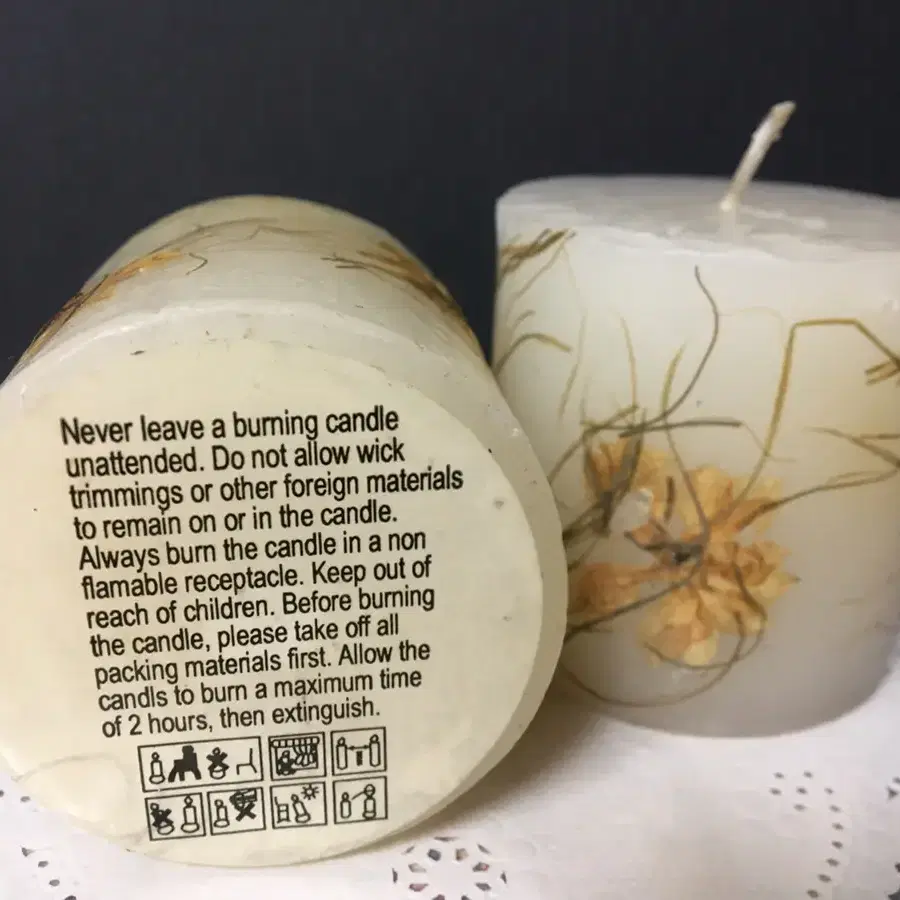 Never leave a burning candle
unattended. Do not allow wick
trimmings or other foreign materials
to remain on or in the candle.
Always burn the candle in a non
flamable receptacle. Keep out of
reach of children. Before burning
the candle, please take off all
packing materials first. Allow the
candls to burn a maximum time
of 2 hours, then extinguish.